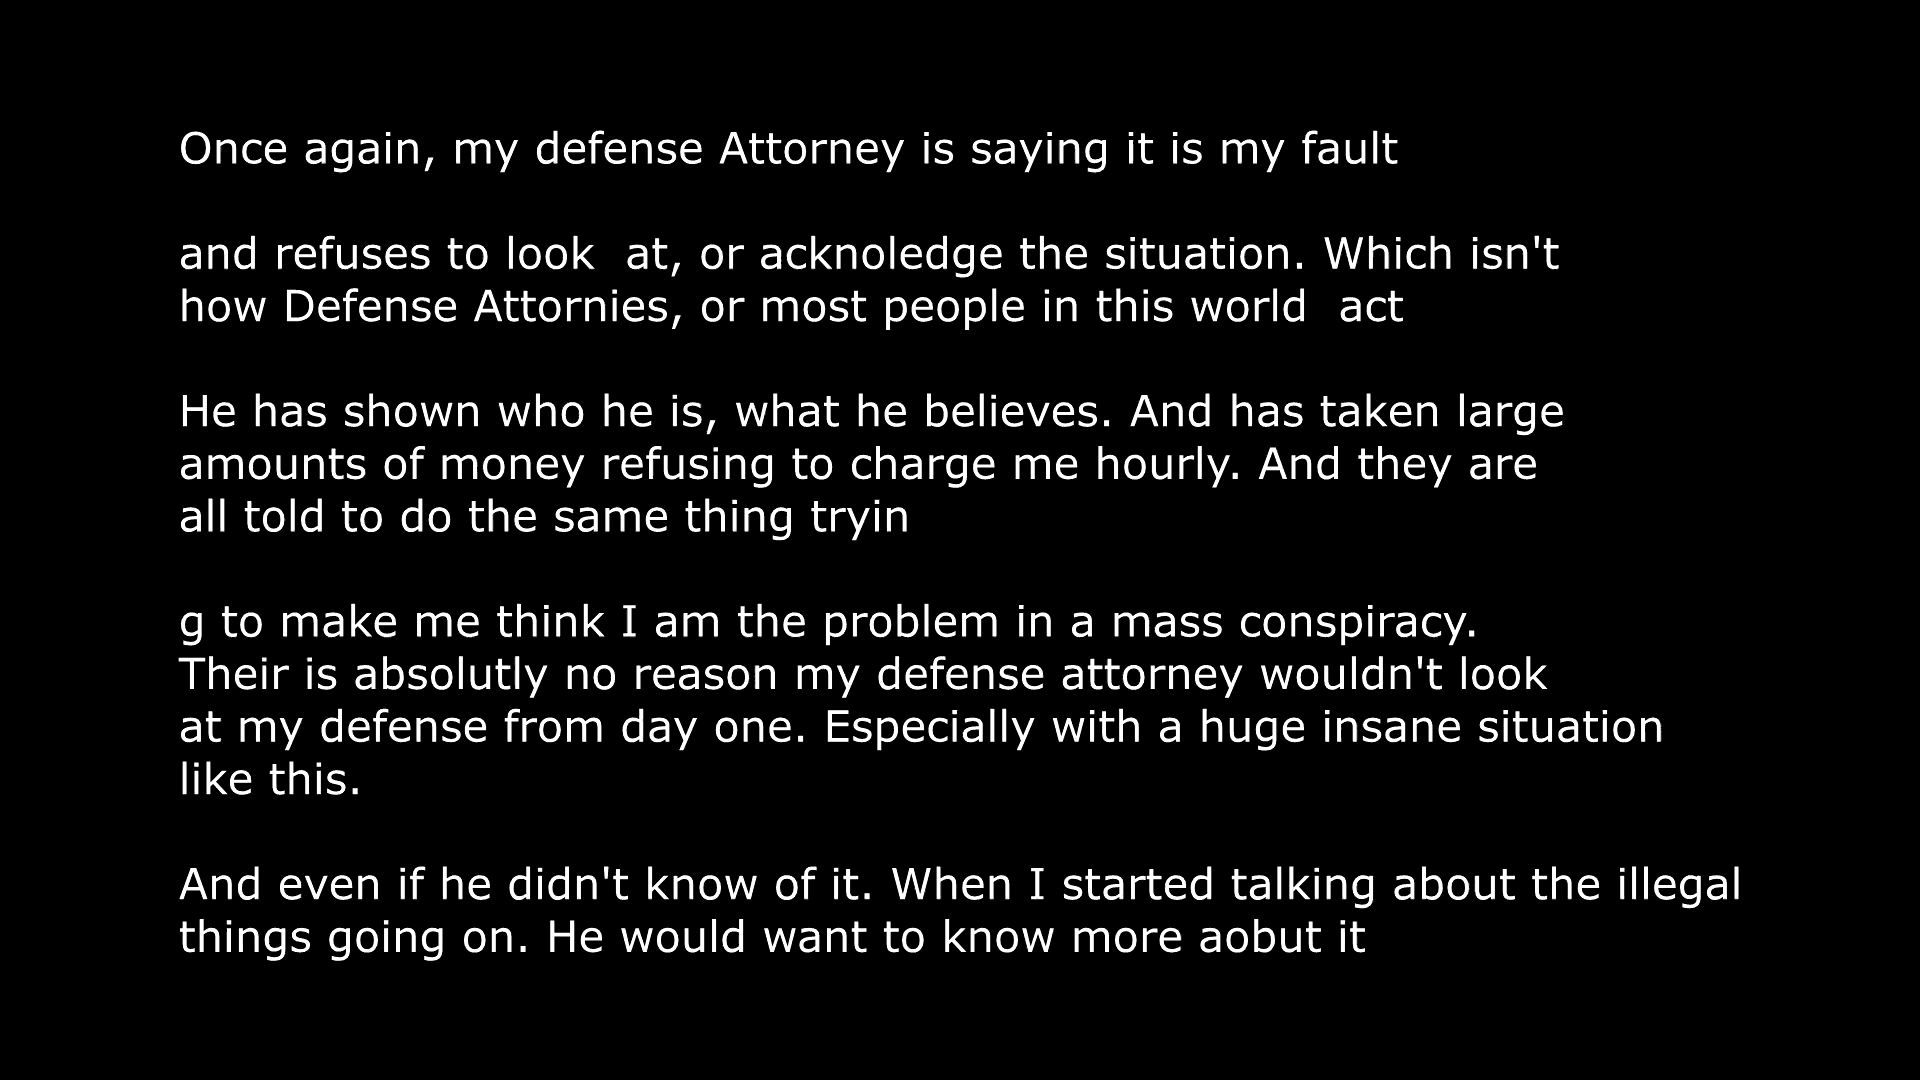 Once again, my defense Attorney is saying it is my fault
and refuses to look  at, or acknoledge the situation. Which isn't
how Defense Attornies, or most people in this world  act
He has shown who he is, what he believes. And has taken large
amounts of money refusing to charge me hourly. And they are
all told to do the same thing tryin
g to make me think I am the problem in a mass conspiracy.
Their is absolutly no reason my defense attorney wouldn't look
at my defense from day one. Especially with a huge insane situation
like this.
And even if he didn't know of it. When I started talking about the illegal
things going on. He would want to know more aobut it